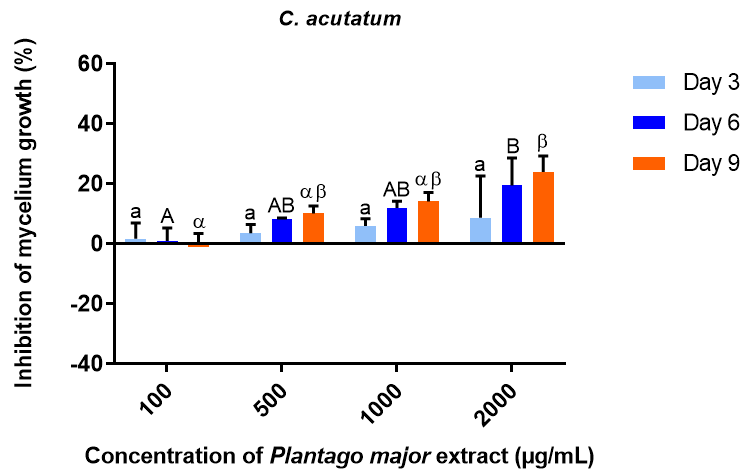 C. acutatum
Inhibition of mycelium growth (%)
60
40
20
0
-20
-40
a A α
a AB αβ
a AB αβ
a B β
100 500 1000 2000
Concentration of Plantago major extract (µg/mL)
Day 3
Day 6
Day 9